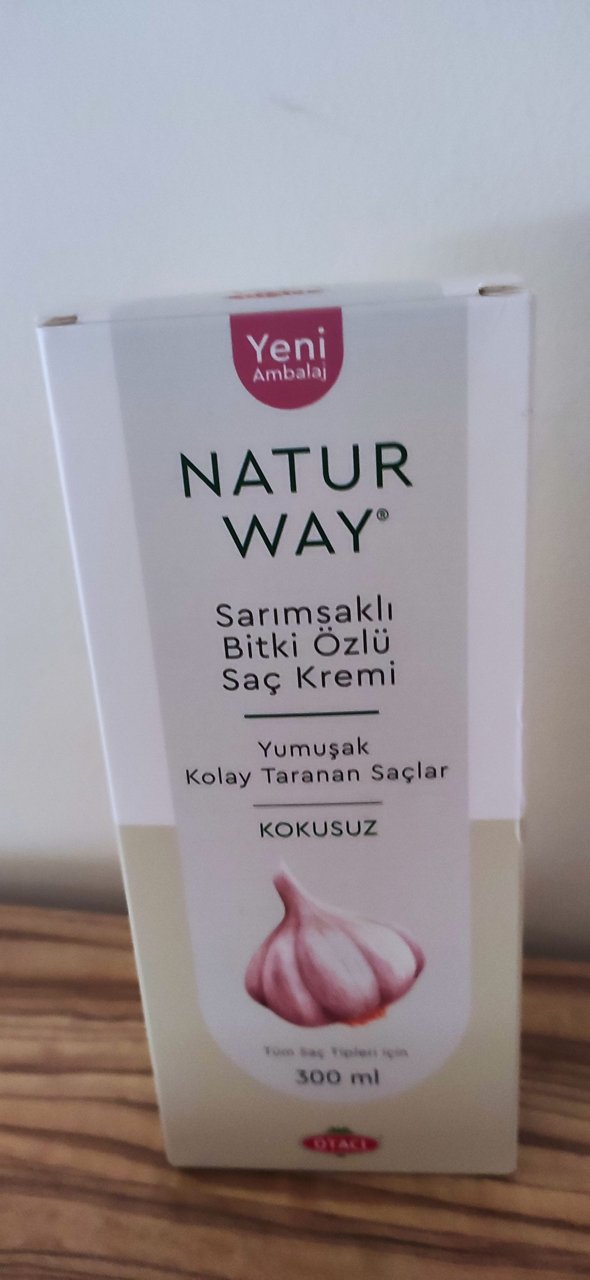 Yeni
Ambalaj
NATUR
WAY®
Sarımsaklı
Bitki Özlü
Saç Kremi
Yumuşak
Kolay Taranan Saçlar
KOKUSUZ
Tüm Saç Tipleri için
300 ml
OTACI